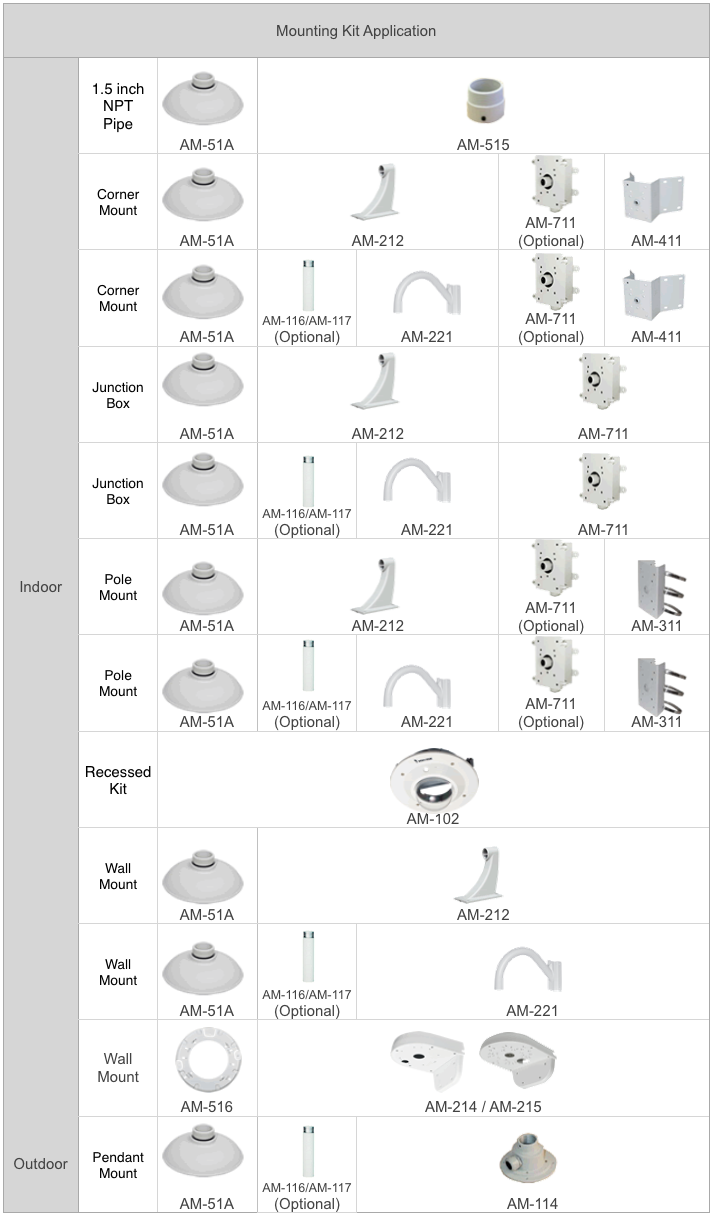 Mounting Kit Application
Indoor
1.5 inch
NPT
Pipe
AM-51A
AM-515
Corner
Mount
AM-51A
AM-212
AM-711
(Optional)
AM-411
Corner
Mount
AM-51A
AM-116/AM-117
(Optional)
AM-221
AM-711
(Optional)
AM-411
Junction
Box
AM-51A
AM-212
AM-711
Junction
Box
AM-51A
AM-116/AM-117
(Optional)
AM-221
AM-711
Pole
Mount
AM-51A
AM-212
AM-711
(Optional)
AM-311
Pole
Mount
AM-51A
AM-116/AM-117
(Optional)
AM-221
AM-711
(Optional)
AM-311
Recessed
Kit
AM-102
Wall
Mount
AM-51A
AM-212
Wall
Mount
AM-51A
AM-116/AM-117
(Optional)
AM-221
Wall
Mount
AM-516
AM-214 / AM-215
Outdoor
Pendant
Mount
AM-51A
AM-116/AM-117
(Optional)
AM-114